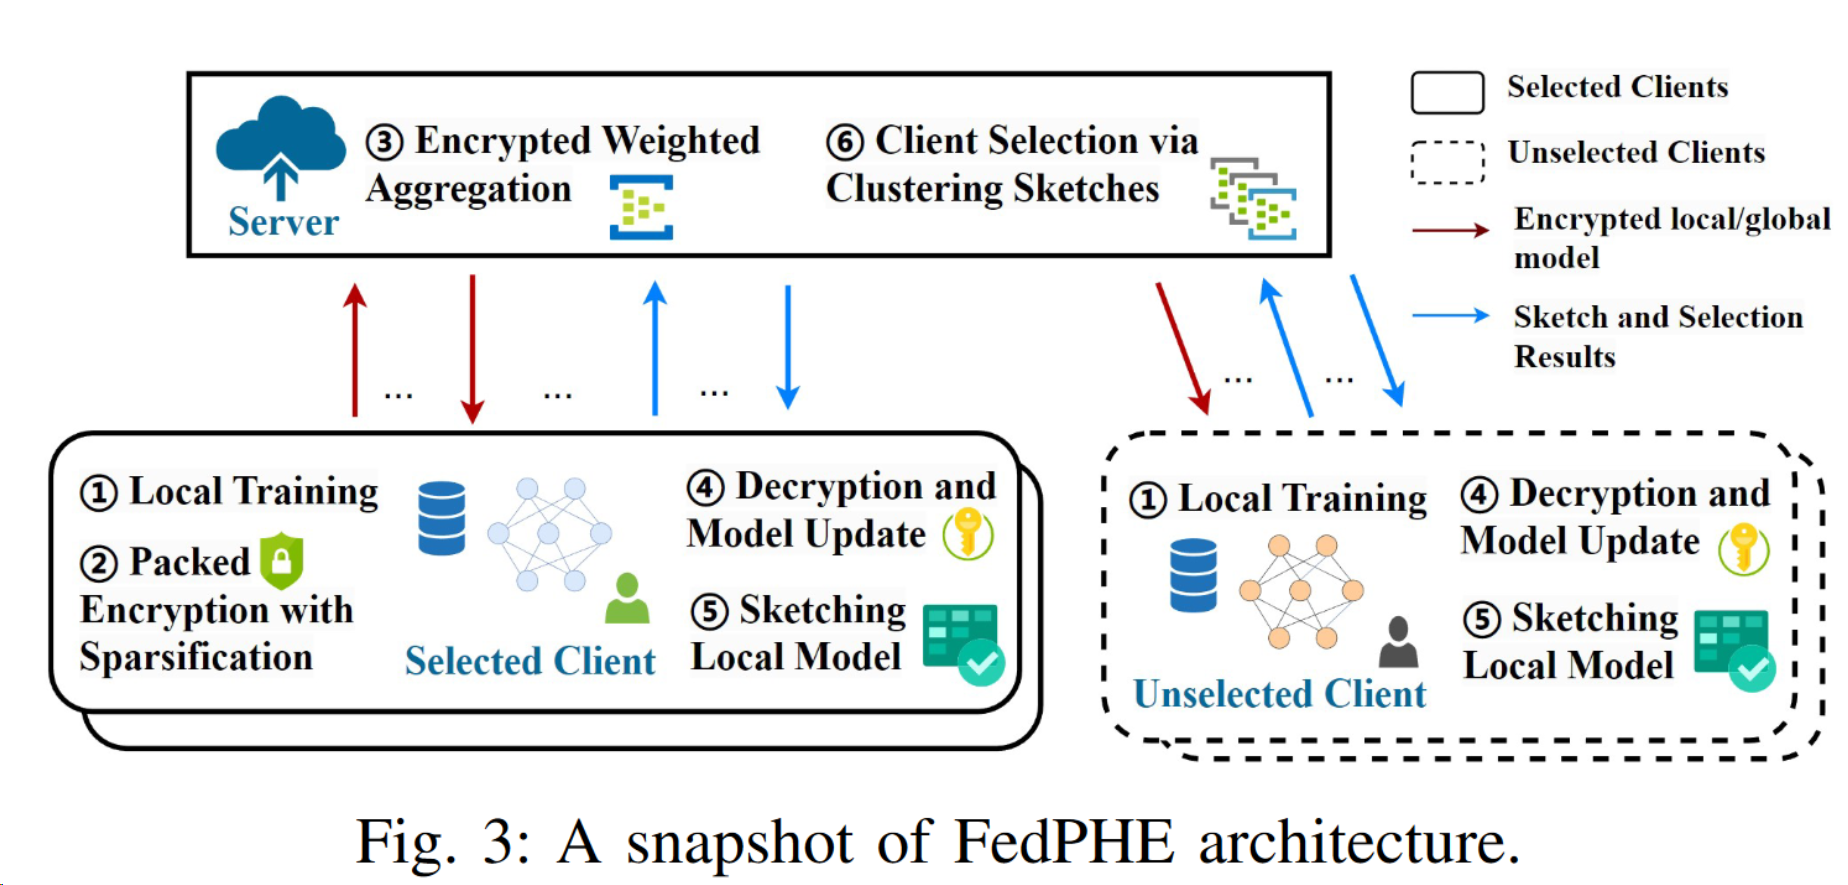 ③ Encrypted Weighted
Aggregation
⑥ Client Selection via
Clustering Sketches
Server
Selected Clients
Unselected Clients
Encrypted local/global
model
Sketch and Selection
Results
...
...
...
...
...
① Local Training
② Packed
Encryption with
Sparsification
Selected Client
④ Decryption and
Model Update
⑤ Sketching
Local Model
① Local Training
Unselected Client
④ Decryption and
Model Update
⑤ Sketching
Local Model
Fig. 3: A snapshot of FedPHE architecture.